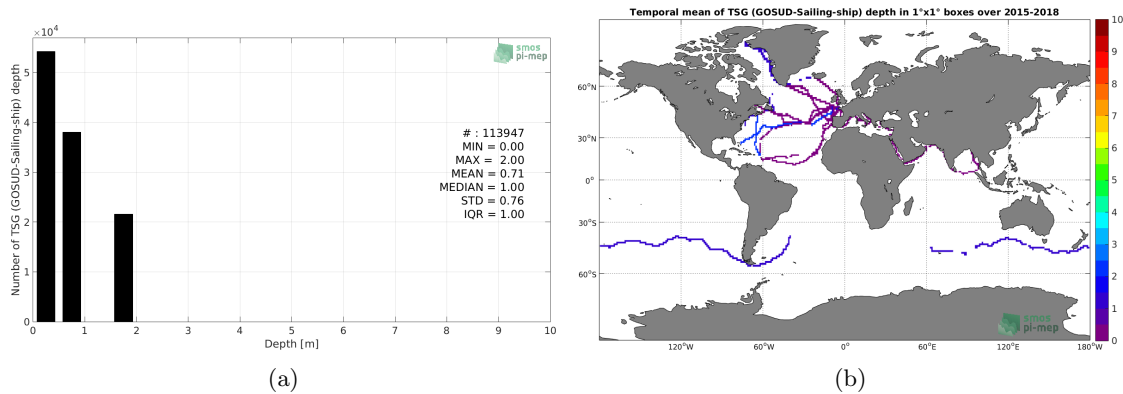 ×10⁴
5
4
3
2
1
0
Number of TSG (GOSUD-Sailing-ship) depth
smos
pi-mep
# : 113947
MIN = 0.00
MAX = 2.00
MEAN = 0.71
MEDIAN = 1.00
STD = 0.76
IQR = 1.00
0 1 2 3 4 5 6 7 8 9 10
Depth [m]
(a)
Temporal mean of TSG (GOSUD-Sailing-ship) depth in 1°x1° boxes over 2015-2018
60°N
30°N
0°
30°S
60°S
120°W 60°W 0° 60°E 120°E 180°W
smos
pi-mep
10
9
8
7
6
5
4
3
2
1
0
(b)